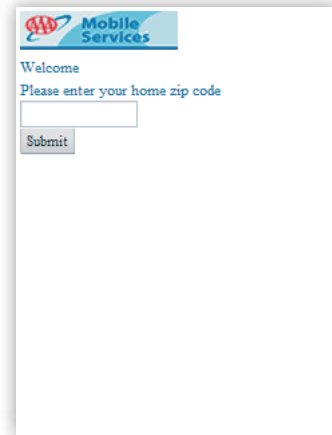 AAA Mobile
Services
Welcome
Please enter your home zip code
Submit